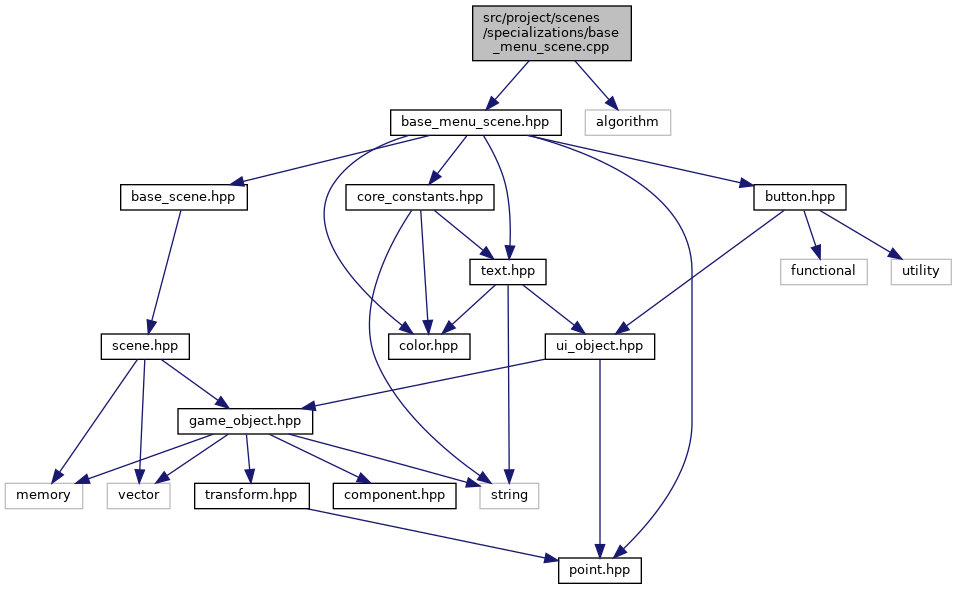 src/project/scenes
/specializations/base
_menu_scene.cpp
base_menu_scene.hpp
algorithm
base_scene.hpp
core_constants.hpp
button.hpp
text.hpp
functional
utility
scene.hpp
color.hpp
ui_object.hpp
game_object.hpp
memory
vector
transform.hpp
component.hpp
string
point.hpp